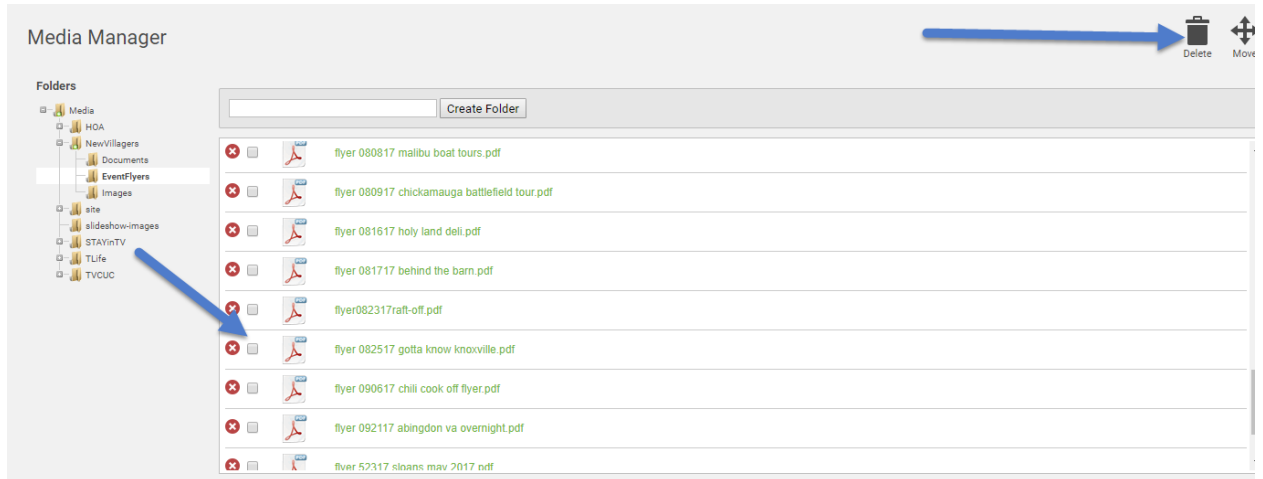 Media Manager
Delete
Move
Folders
Media
HOA
NewVillagers
Documents
EventFlyers
Images
site
slideshow-images
STAYinTV
TLife
TVCUC
Create Folder
flyer 080817 malibu boat tours.pdf
flyer 080917 chickamauga battlefield tour.pdf
flyer 081617 holy land deli.pdf
flyer 081717 behind the barn.pdf
flyer082317raft-off.pdf
flyer 082517 gotta know knoxville.pdf
flyer 090617 chili cook off flyer.pdf
flyer 092117 abingdon va overnight.pdf
flyer 52317 sloans may 2017 pdf